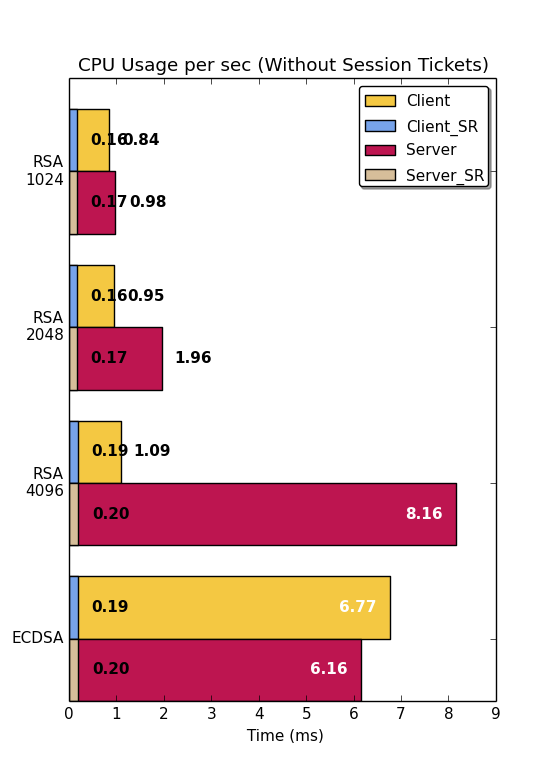 CPU Usage per sec (Without Session Tickets)
Client
Client_SR
Server
Server_SR
RSA
1024
0.16
0.84
0.17
0.98
RSA
2048
0.16
0.95
0.17
1.96
RSA
4096
0.19
1.09
0.20
8.16
ECDSA
0.19
6.77
0.20
6.16
0 1 2 3 4 5 6 7 8 9
Time (ms)